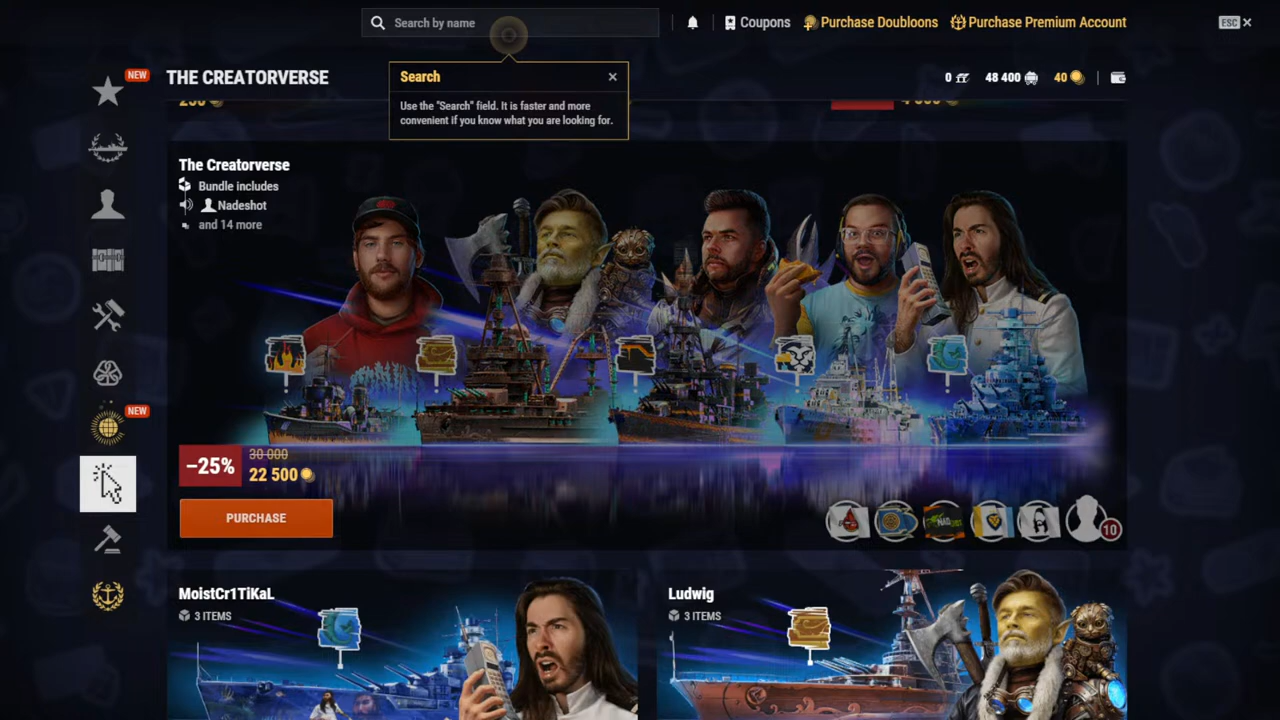 Search by name
Coupons
Purchase Doubloons
Purchase Premium Account
ESC
NEW
THE CREATORVERSE
Search
Use the "Search" field. It is faster and more
convenient if you know what you are looking for.
0
48 400
40
The Creatorverse
Bundle includes
Nadeshot
and 14 more
NEW
-25%
30 000
22 500
PURCHASE
10
MoistCr1TiKaL
3 ITEMS
Ludwig
3 ITEMS